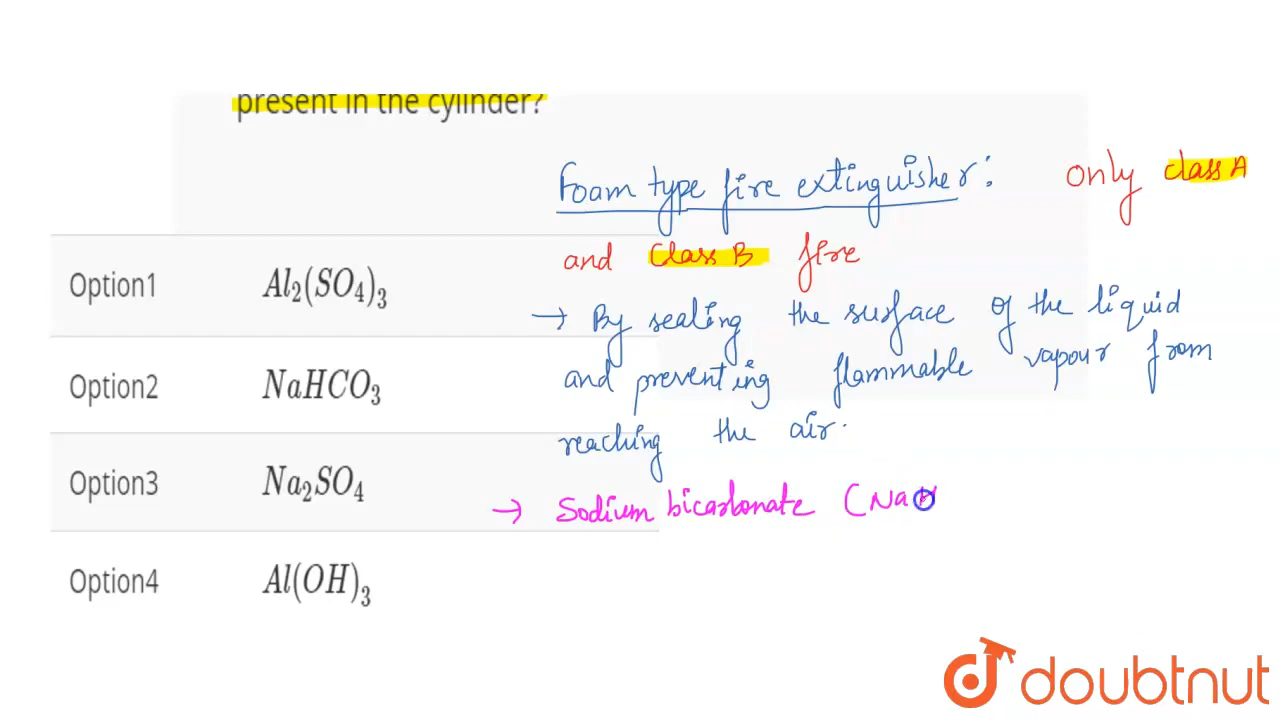 present in the cylinder?
Foam type fire extinguisher: only class A
and class B fire
→ By sealing the surface of the liquid
and preventing flammable vapour from
reaching the air.
→ Sodium bicarbonate (NaH
Option1 Al₂(SO₄)₃
Option2 NaHCO₃
Option3 Na₂SO₄
Option4 Al(OH)₃
doubtnut